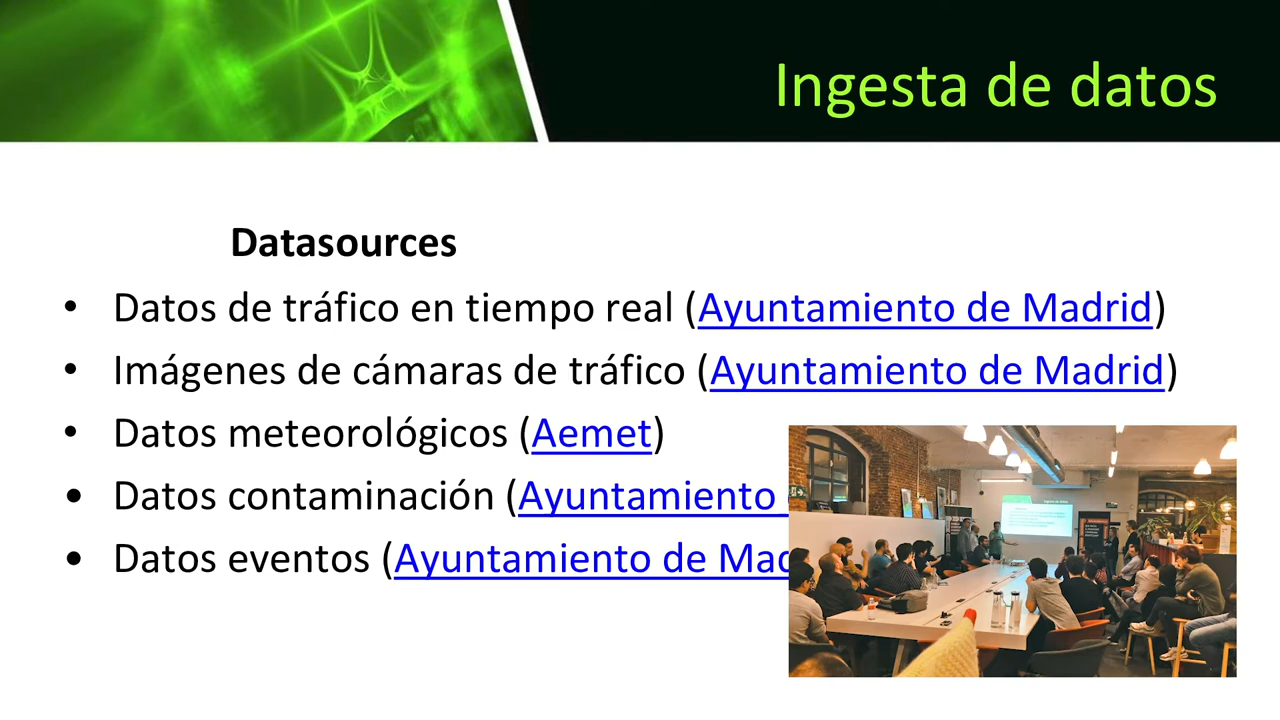 Ingesta de datos
Datasources
• Datos de tráfico en tiempo real (Ayuntamiento de Madrid)
• Imágenes de cámaras de tráfico (Ayuntamiento de Madrid)
• Datos meteorológicos (Aemet)
• Datos contaminación (Ayuntamiento
• Datos eventos (Ayuntamiento de Mad